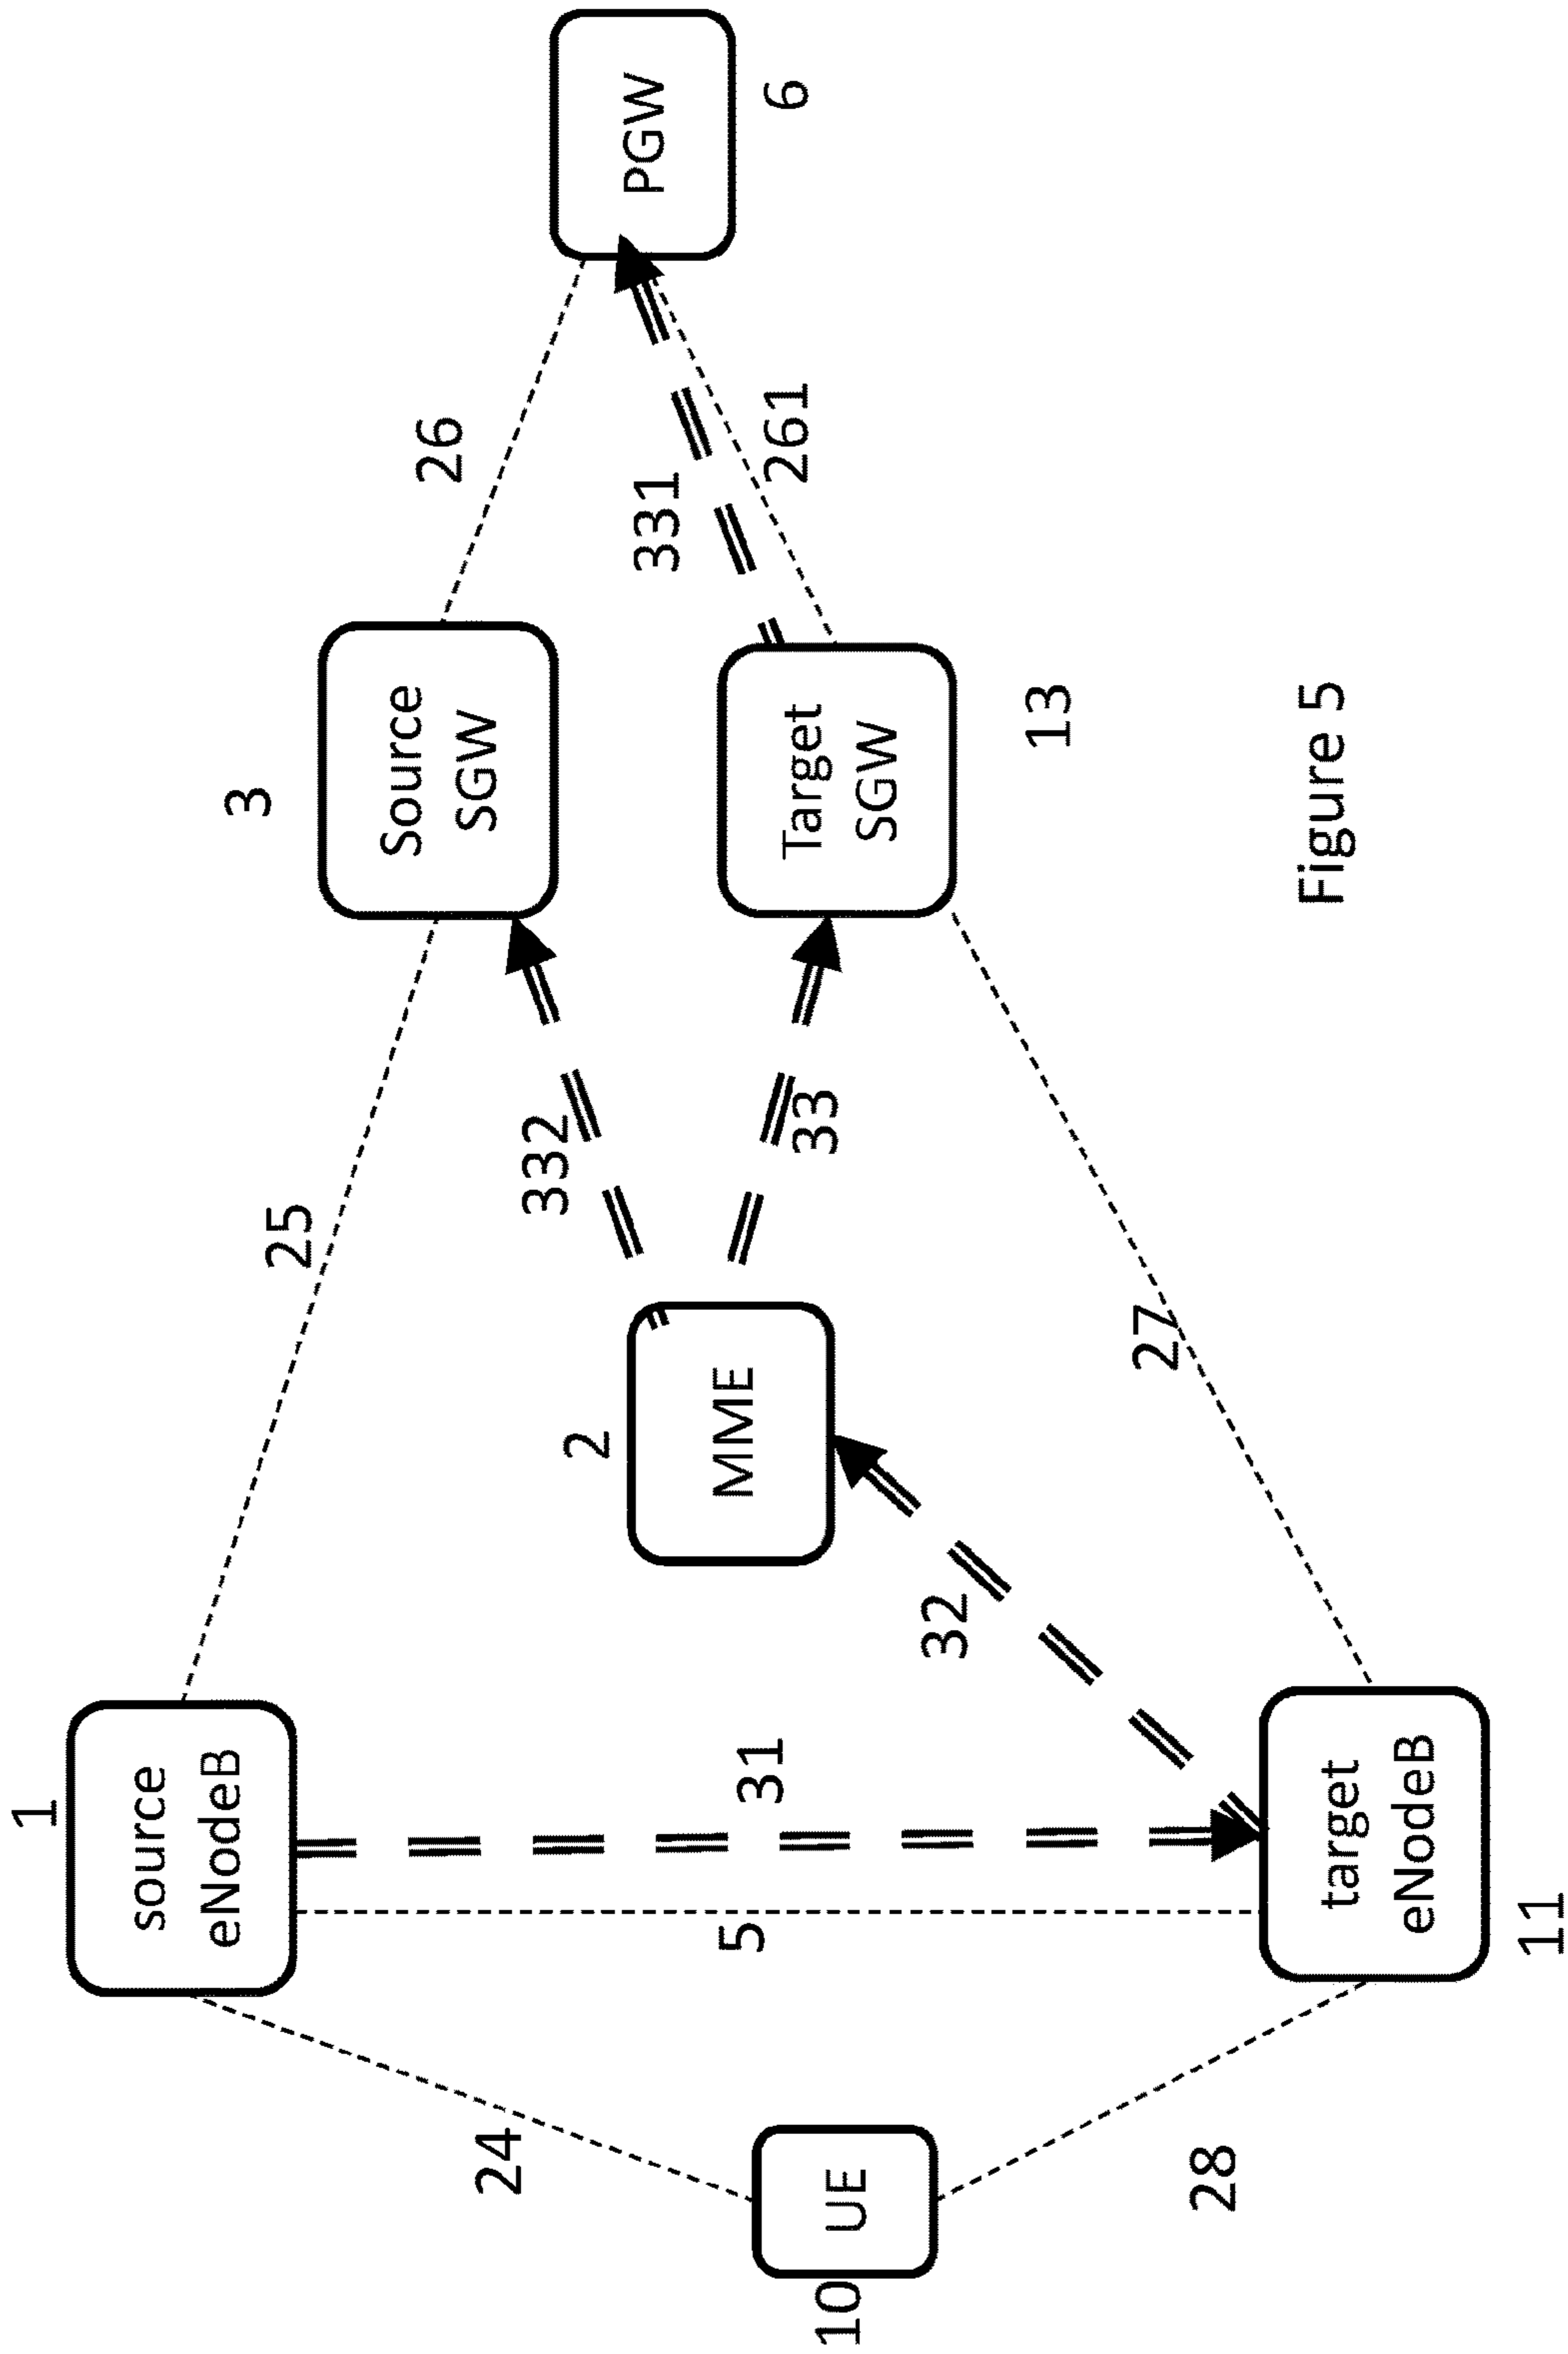 1
source
eNodeB
25
3
Source
SGW
26
24
31
5
2
MME
332
33
331
261
PGW
6
10
UE
32
Target
SGW
13
27
28
target
eNodeB
11
Figure 5